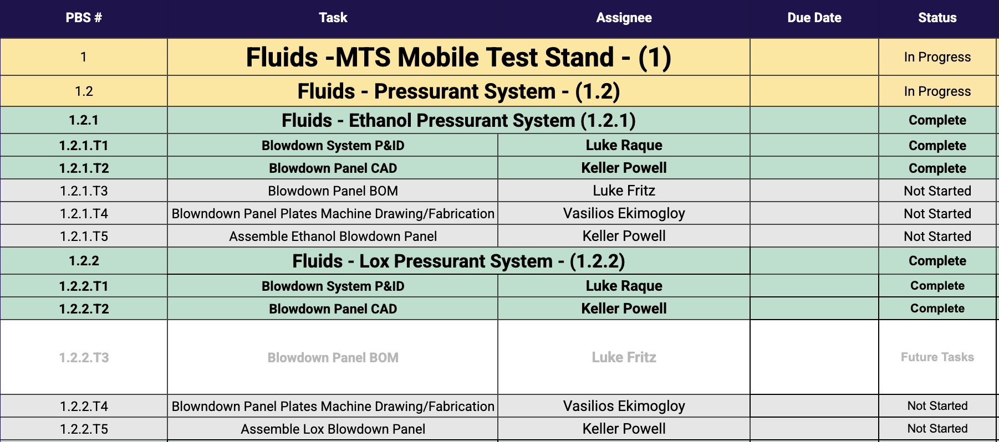 PBS # Task Assignee Due Date Status
1 Fluids -MTS Mobile Test Stand - (1) In Progress
1.2 Fluids - Pressurant System - (1.2) In Progress
1.2.1 Fluids - Ethanol Pressurant System (1.2.1) Complete
1.2.1.T1 Blowdown System P&ID Luke Raque Complete
1.2.1.T2 Blowdown Panel CAD Keller Powell Complete
1.2.1.T3 Blowdown Panel BOM Luke Fritz Not Started
1.2.1.T4 Blowndown Panel Plates Machine Drawing/Fabrication Vasilios Ekimogloy Not Started
1.2.1.T5 Assemble Ethanol Blowdown Panel Keller Powell Not Started
1.2.2 Fluids - Lox Pressurant System - (1.2.2) Complete
1.2.2.T1 Blowdown System P&ID Luke Raque Complete
1.2.2.T2 Blowdown Panel CAD Keller Powell Complete
1.2.2.T3 Blowdown Panel BOM Luke Fritz Future Tasks
1.2.2.T4 Blowndown Panel Plates Machine Drawing/Fabrication Vasilios Ekimogloy Not Started
1.2.2.T5 Assemble Lox Blowdown Panel Keller Powell Not Started